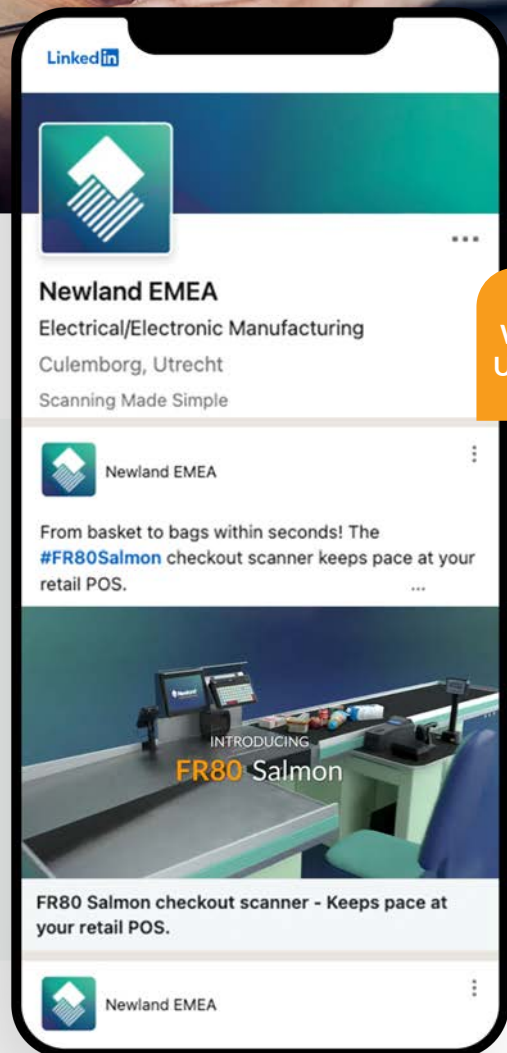 Linked in
Newland EMEA
Electrical/Electronic Manufacturing
Culemborg, Utrecht
Scanning Made Simple
Newland EMEA
From basket to bags within seconds! The
#FR80Salmon checkout scanner keeps pace at your
retail POS.
...
INTRODUCING
FR80 Salmon
FR80 Salmon checkout scanner - Keeps pace at
your retail POS.
Newland EMEA